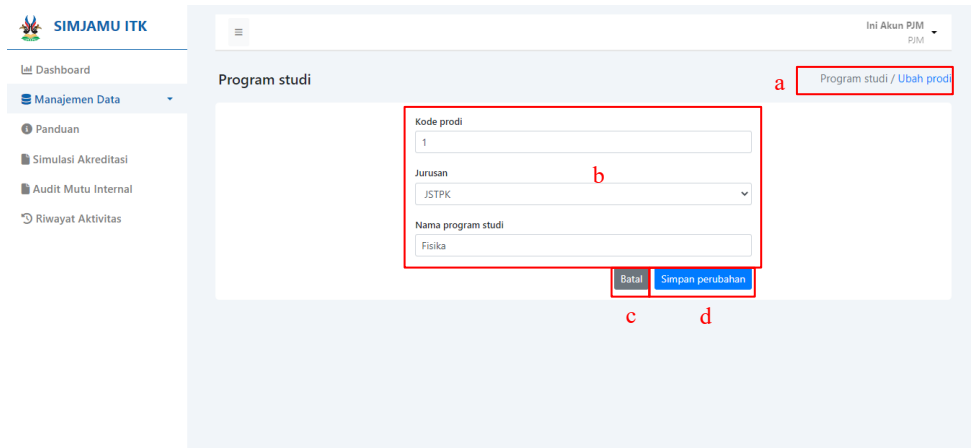 SIMJAMU ITK
Ini Akun PJM
PJM
Dashboard
Manajemen Data
Panduan
Simulasi Akreditasi
Audit Mutu Internal
Riwayat Aktivitas
Program studi
a
Program studi / Ubah prodi
Kode prodi
1
b
Jurusan
JSTPK
Nama program studi
Fisika
Batal
Simpan perubahan
c
d